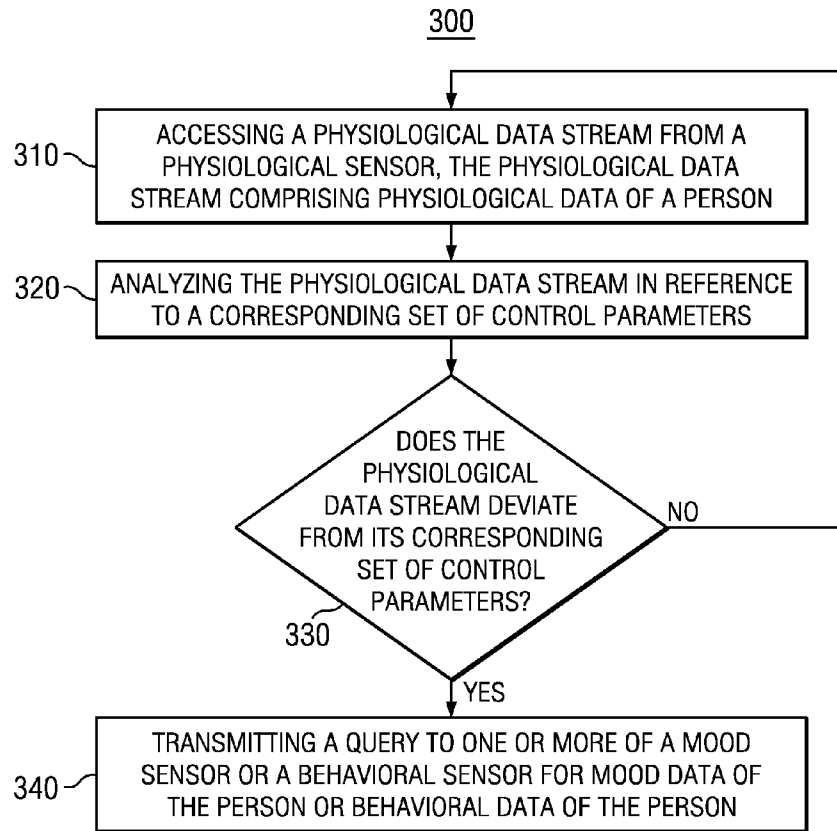 300
310
ACCESSING A PHYSIOLOGICAL DATA STREAM FROM A
PHYSIOLOGICAL SENSOR, THE PHYSIOLOGICAL DATA
STREAM COMPRISING PHYSIOLOGICAL DATA OF A PERSON
320
ANALYZING THE PHYSIOLOGICAL DATA STREAM IN REFERENCE
TO A CORRESPONDING SET OF CONTROL PARAMETERS
DOES THE
PHYSIOLOGICAL
DATA STREAM DEVIATE
FROM ITS CORRESPONDING
SET OF CONTROL
PARAMETERS?
NO
330
YES
340
TRANSMITTING A QUERY TO ONE OR MORE OF A MOOD
SENSOR OR A BEHAVIORAL SENSOR FOR MOOD DATA OF
THE PERSON OR BEHAVIORAL DATA OF THE PERSON